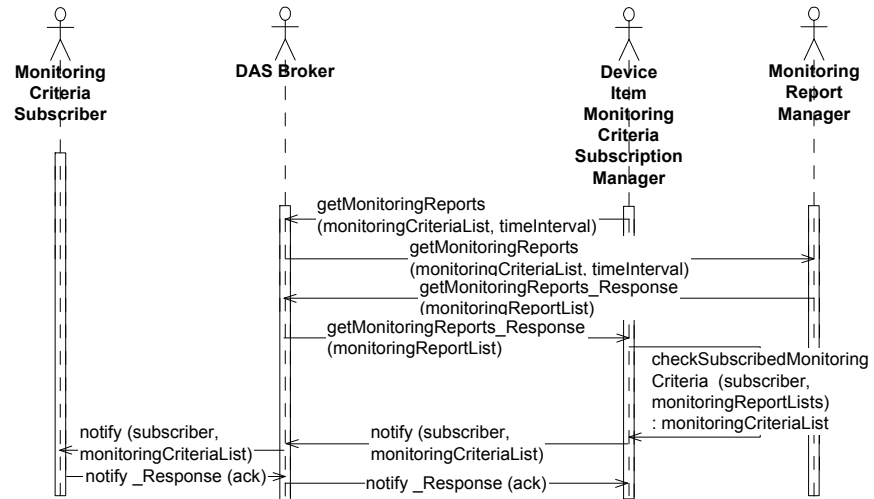 Monitoring
Criteria
Subscriber
DAS Broker
Device
Item
Monitoring
Criteria
Subscription
Manager
Monitoring
Report
Manager
getMonitoringReports
(monitoringCriteriaList, timeInterval)
getMonitoringReports
(monitoringCriteriaList, timeInterval)
getMonitoringReports_Response
(monitoringReportList)
getMonitoringReports_Response
(monitoringReportList)
checkSubscribedMonitoring
Criteria (subscriber,
monitoringReportLists)
: monitoringCriteriaList
notify (subscriber,
monitoringCriteriaList)
notify (subscriber,
monitoringCriteriaList)
notify _Response (ack)
notify _Response (ack)